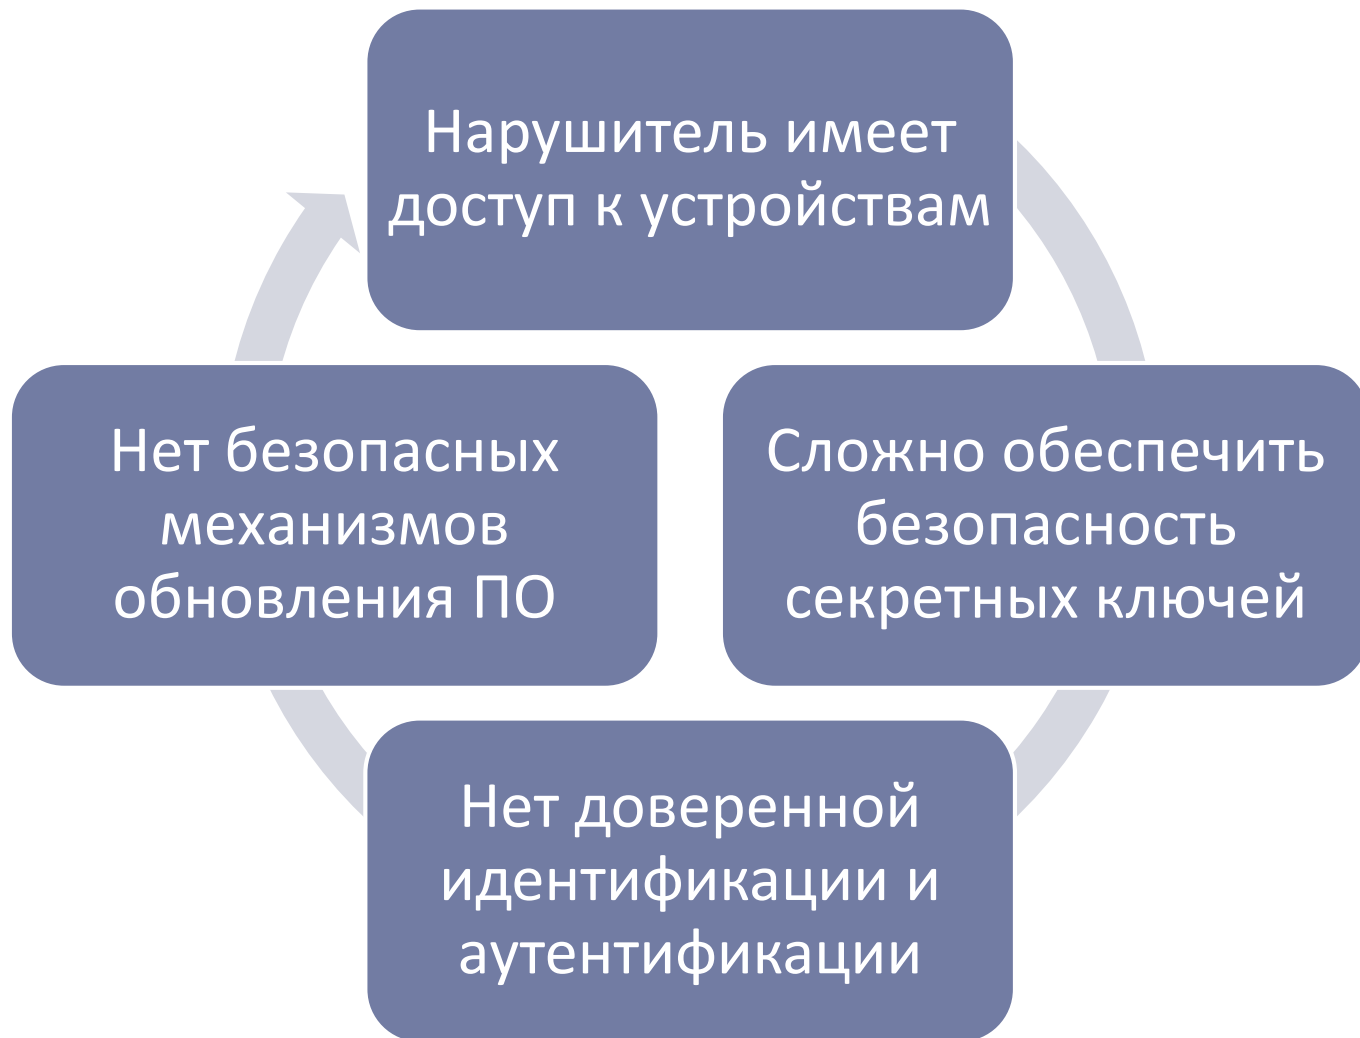 Нарушитель имеет
доступ к устройствам
Сложно обеспечить
безопасность
секретных ключей
Нет доверенной
идентификации и
аутентификации
Нет безопасных
механизмов
обновления ПО